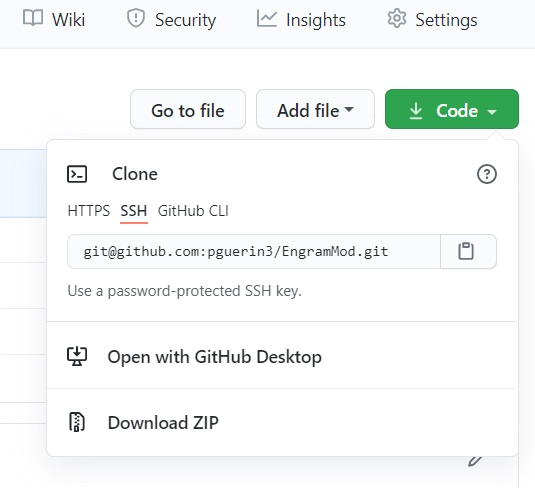 Wiki Security Insights Settings
Go to file Add file Code
Clone
HTTPS SSH GitHub CLI
git@github.com:pguerin3/EngramMod.git
Use a password-protected SSH key.
Open with GitHub Desktop
Download ZIP